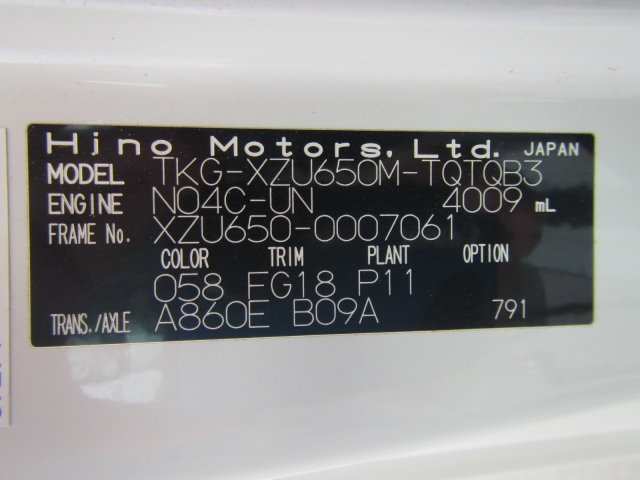 Hino Motors, Ltd. JAPAN
MODEL TKG-XZU650M-TQTQB3
ENGINE N04C-UN 4009 mL
FRAME No. XZU650-0007061
COLOR TRIM PLANT OPTION
058 FG18 P11
TRANS./AXLE A860E B09A 791